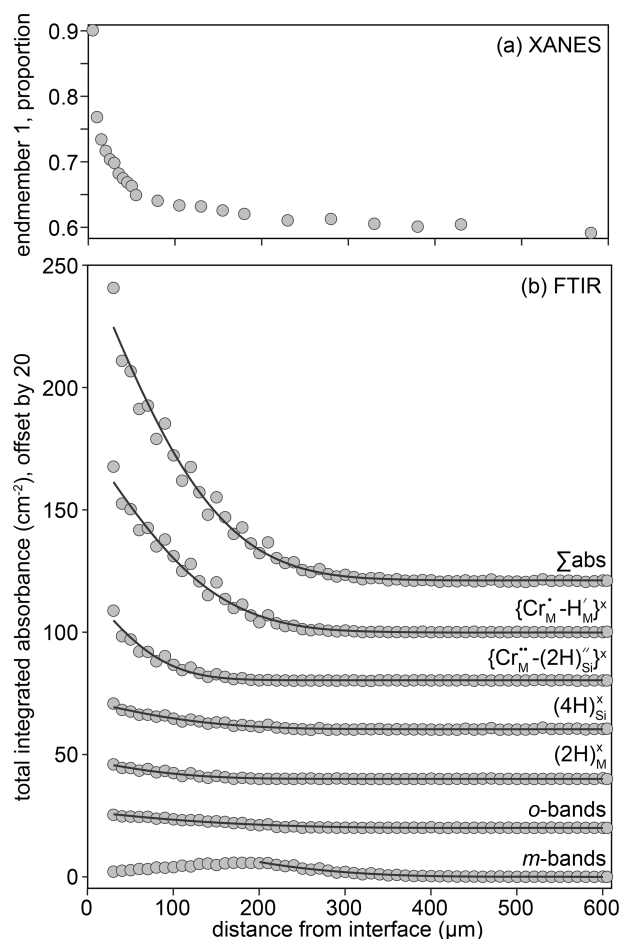 (a) XANES
endmember 1, proportion
0.9
0.8
0.7
0.6
(b) FTIR
total integrated absorbance (cm⁻²), offset by 20
250
200
150
100
50
0
∑abs
{Cr•M-H′M}ˣ
{Cr••M-(2H)″Si}ˣ
(4H)ˣSi
(2H)ˣM
o-bands
m-bands
0 100 200 300 400 500 600
distance from interface (µm)